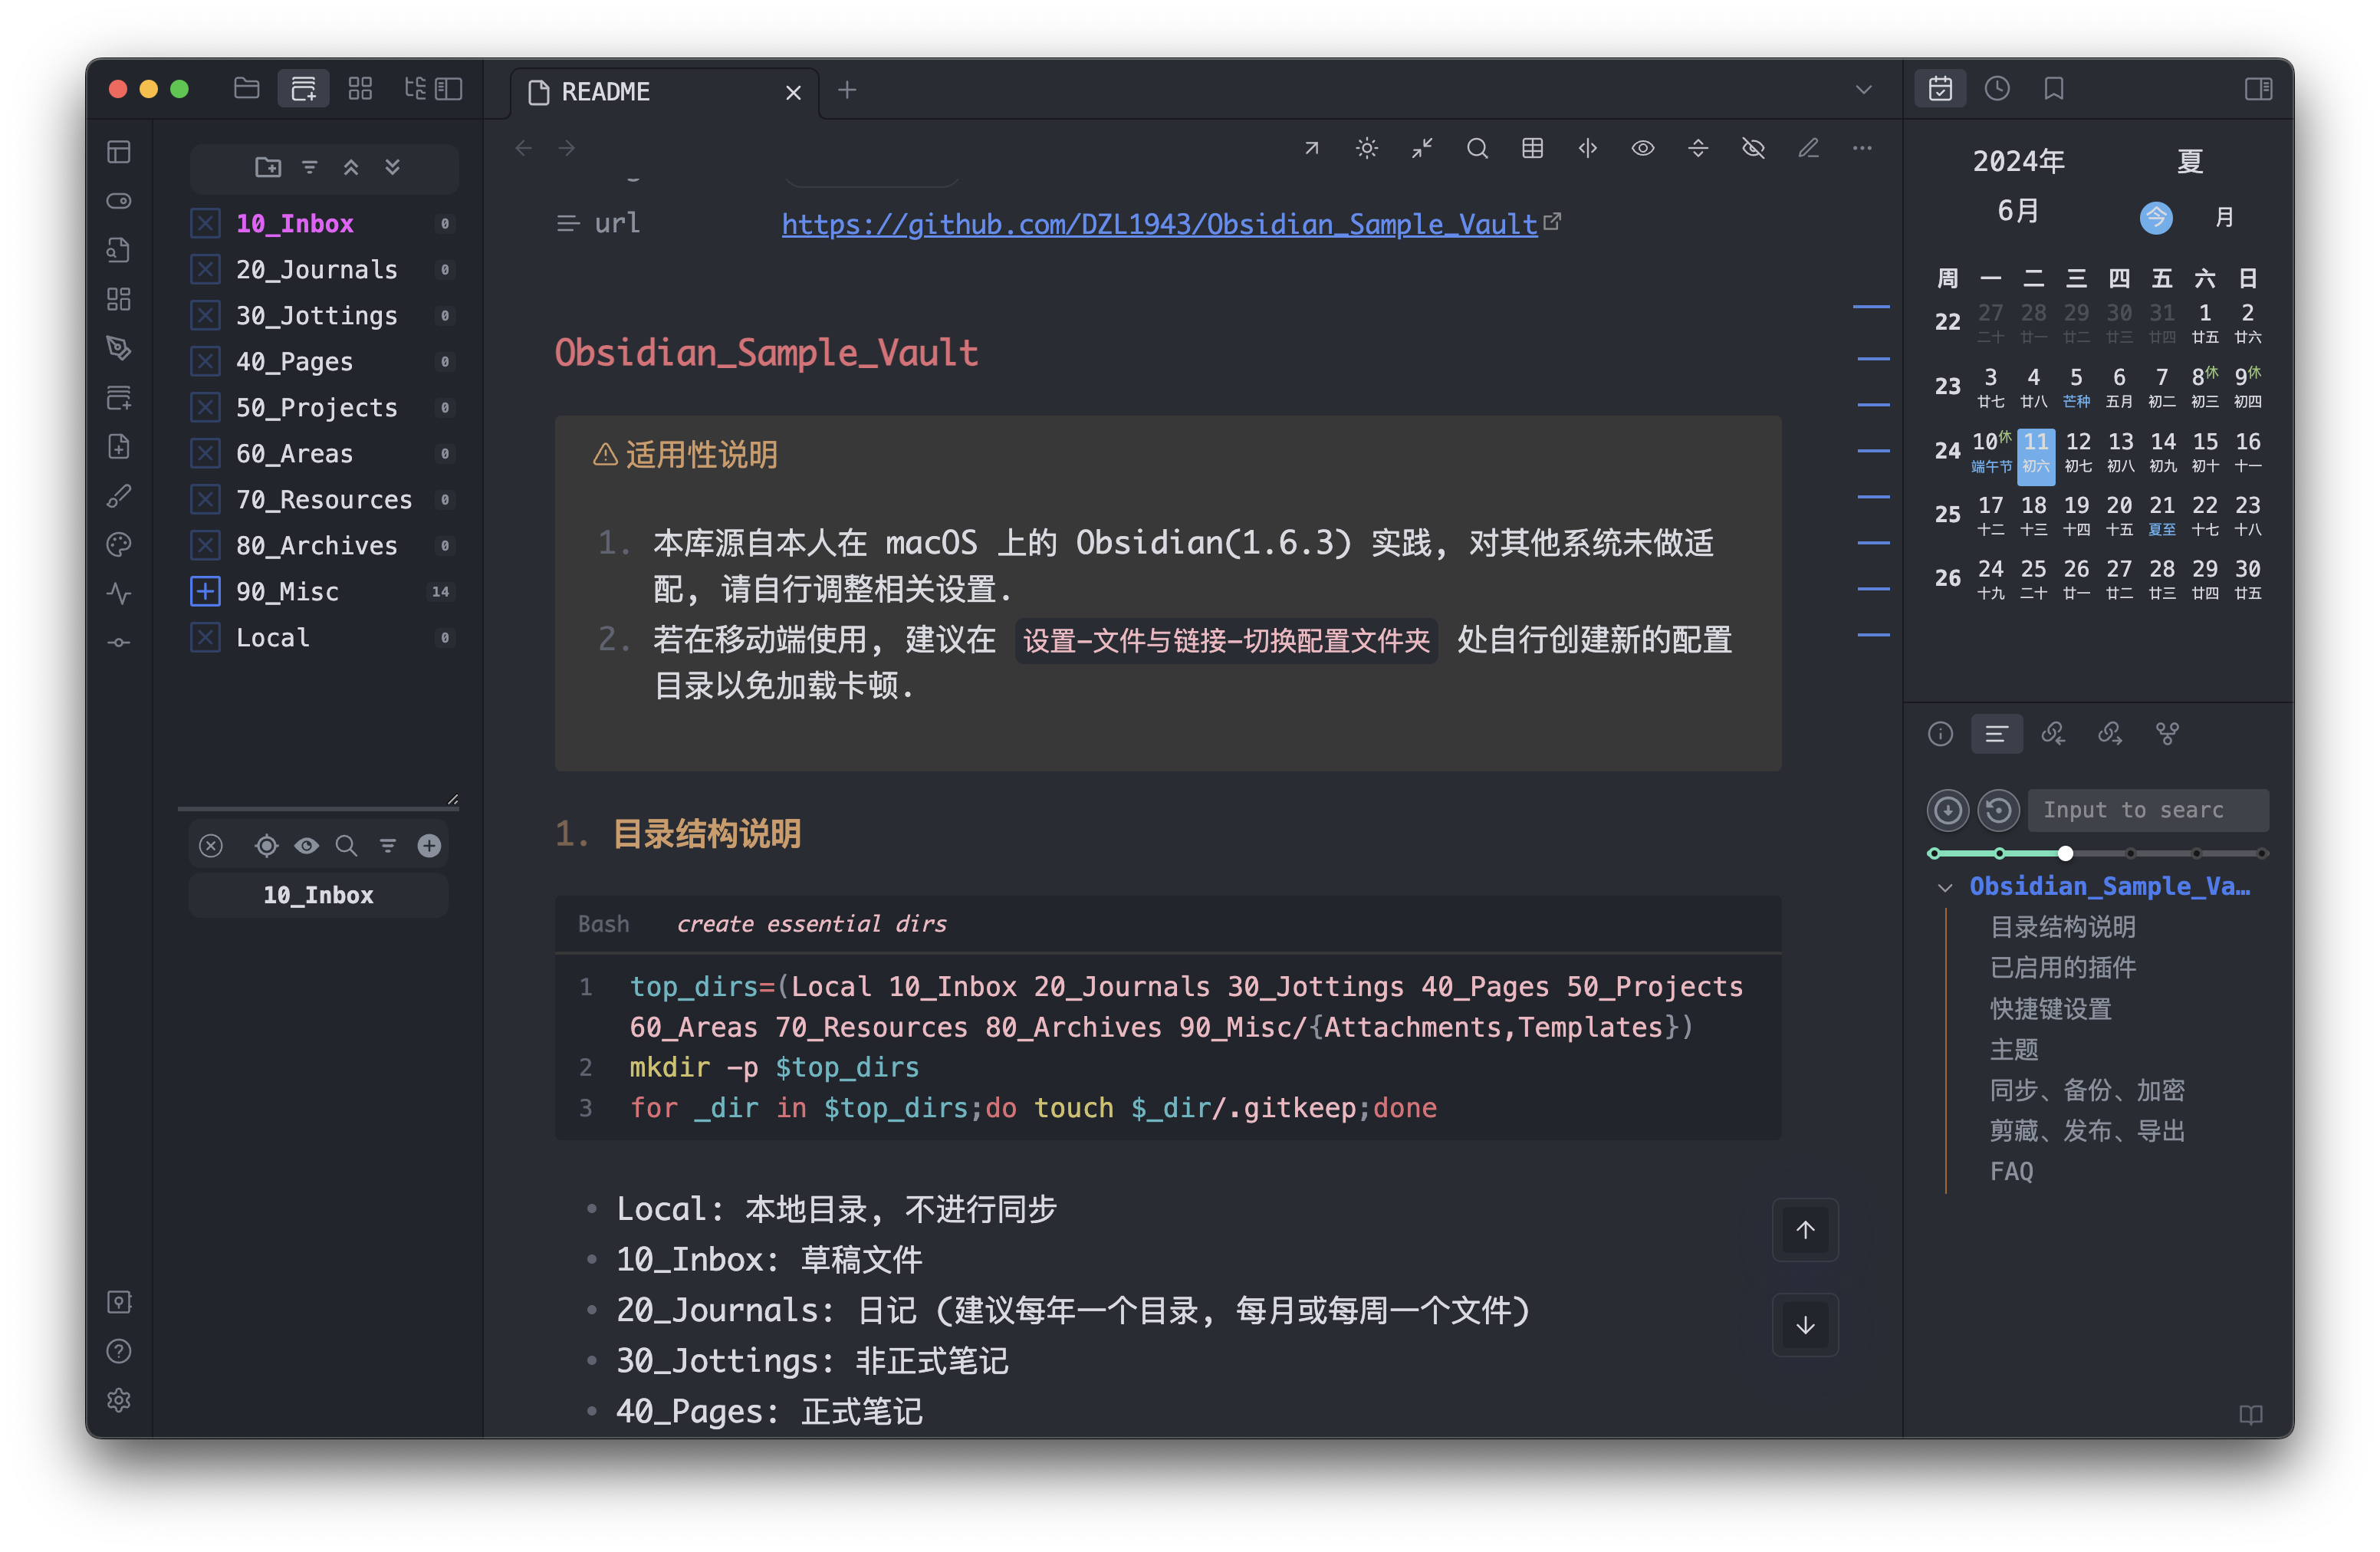 README
10_Inbox 0
20_Journals 0
30_Jottings 0
40_Pages 0
50_Projects 0
60_Areas 0
70_Resources 0
80_Archives 0
90_Misc 14
Local 0
10_Inbox
url https://github.com/DZL1943/Obsidian_Sample_Vault
Obsidian_Sample_Vault
适用性说明
1. 本库源自本人在 macOS 上的 Obsidian(1.6.3) 实践, 对其他系统未做适
配, 请自行调整相关设置.
2. 若在移动端使用, 建议在 设置-文件与链接-切换配置文件夹 处自行创建新的配置
目录以免加载卡顿.
1. 目录结构说明
Bash create essential dirs
1 top_dirs=(Local 10_Inbox 20_Journals 30_Jottings 40_Pages 50_Projects
60_Areas 70_Resources 80_Archives 90_Misc/{Attachments,Templates})
2 mkdir -p $top_dirs
3 for _dir in $top_dirs;do touch $_dir/.gitkeep;done
• Local: 本地目录, 不进行同步
• 10_Inbox: 草稿文件
• 20_Journals: 日记 (建议每年一个目录, 每月或每周一个文件)
• 30_Jottings: 非正式笔记
• 40_Pages: 正式笔记
2024年 夏
6月 今 月
周 一 二 三 四 五 六 日
22 27 28 29 30 31 1 2
二十 廿一 廿二 廿三 廿四 廿五 廿六
23 3 4 5 6 7 8休 9休
廿七 廿八 芒种 五月 初二 初三 初四
24 10休 11 12 13 14 15 16
端午节 初六 初七 初八 初九 初十 十一
25 17 18 19 20 21 22 23
十二 十三 十四 十五 夏至 十七 十八
26 24 25 26 27 28 29 30
十九 二十 廿一 廿二 廿三 廿四 廿五
Input to searc
Obsidian_Sample_Va…
目录结构说明
已启用的插件
快捷键设置
主题
同步、备份、加密
剪藏、发布、导出
FAQ